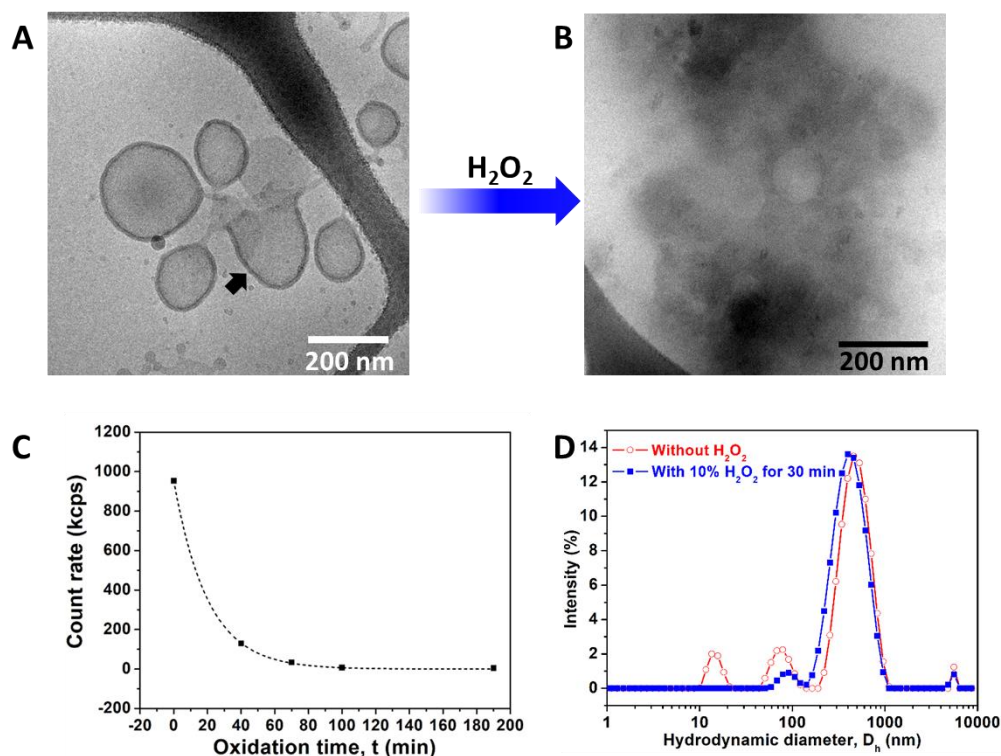 A
B
H₂O₂
200 nm
200 nm
C
D
1200
1000
800
600
400
200
0
-200
Count rate (kcps)
-20 0 20 40 60 80 100 120 140 160 180 200
Oxidation time, t (min)
14
12
10
8
6
4
2
0
Intensity (%)
Without H₂O₂
With 10% H₂O₂ for 30 min
1 10 100 1000 10000
Hydrodynamic diameter, Dₕ (nm)